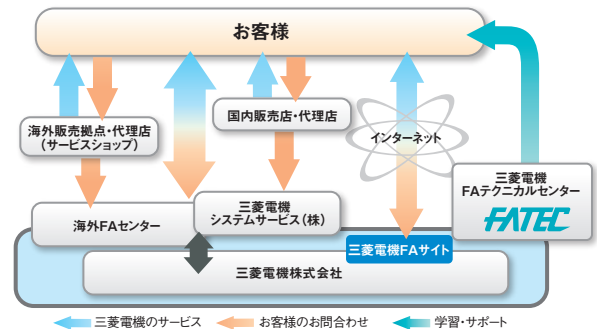 お客様
海外販売拠点・代理店
(サービスショップ)
国内販売店・代理店
インターネット
三菱電機
FAテクニカルセンター
FATEC
海外FAセンター
三菱電機
システムサービス(株)
三菱電機FAサイト
三菱電機株式会社
三菱電機のサービス
お客様のお問合わせ
学習・サポート